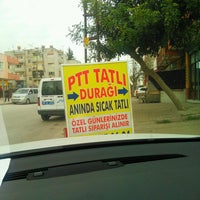 PTT TATLI
DURAĞI
ANINDA SICAK TATLI
ÖZEL GÜNLERİNİZDE
TATLI SİPARİŞİ ALINIR